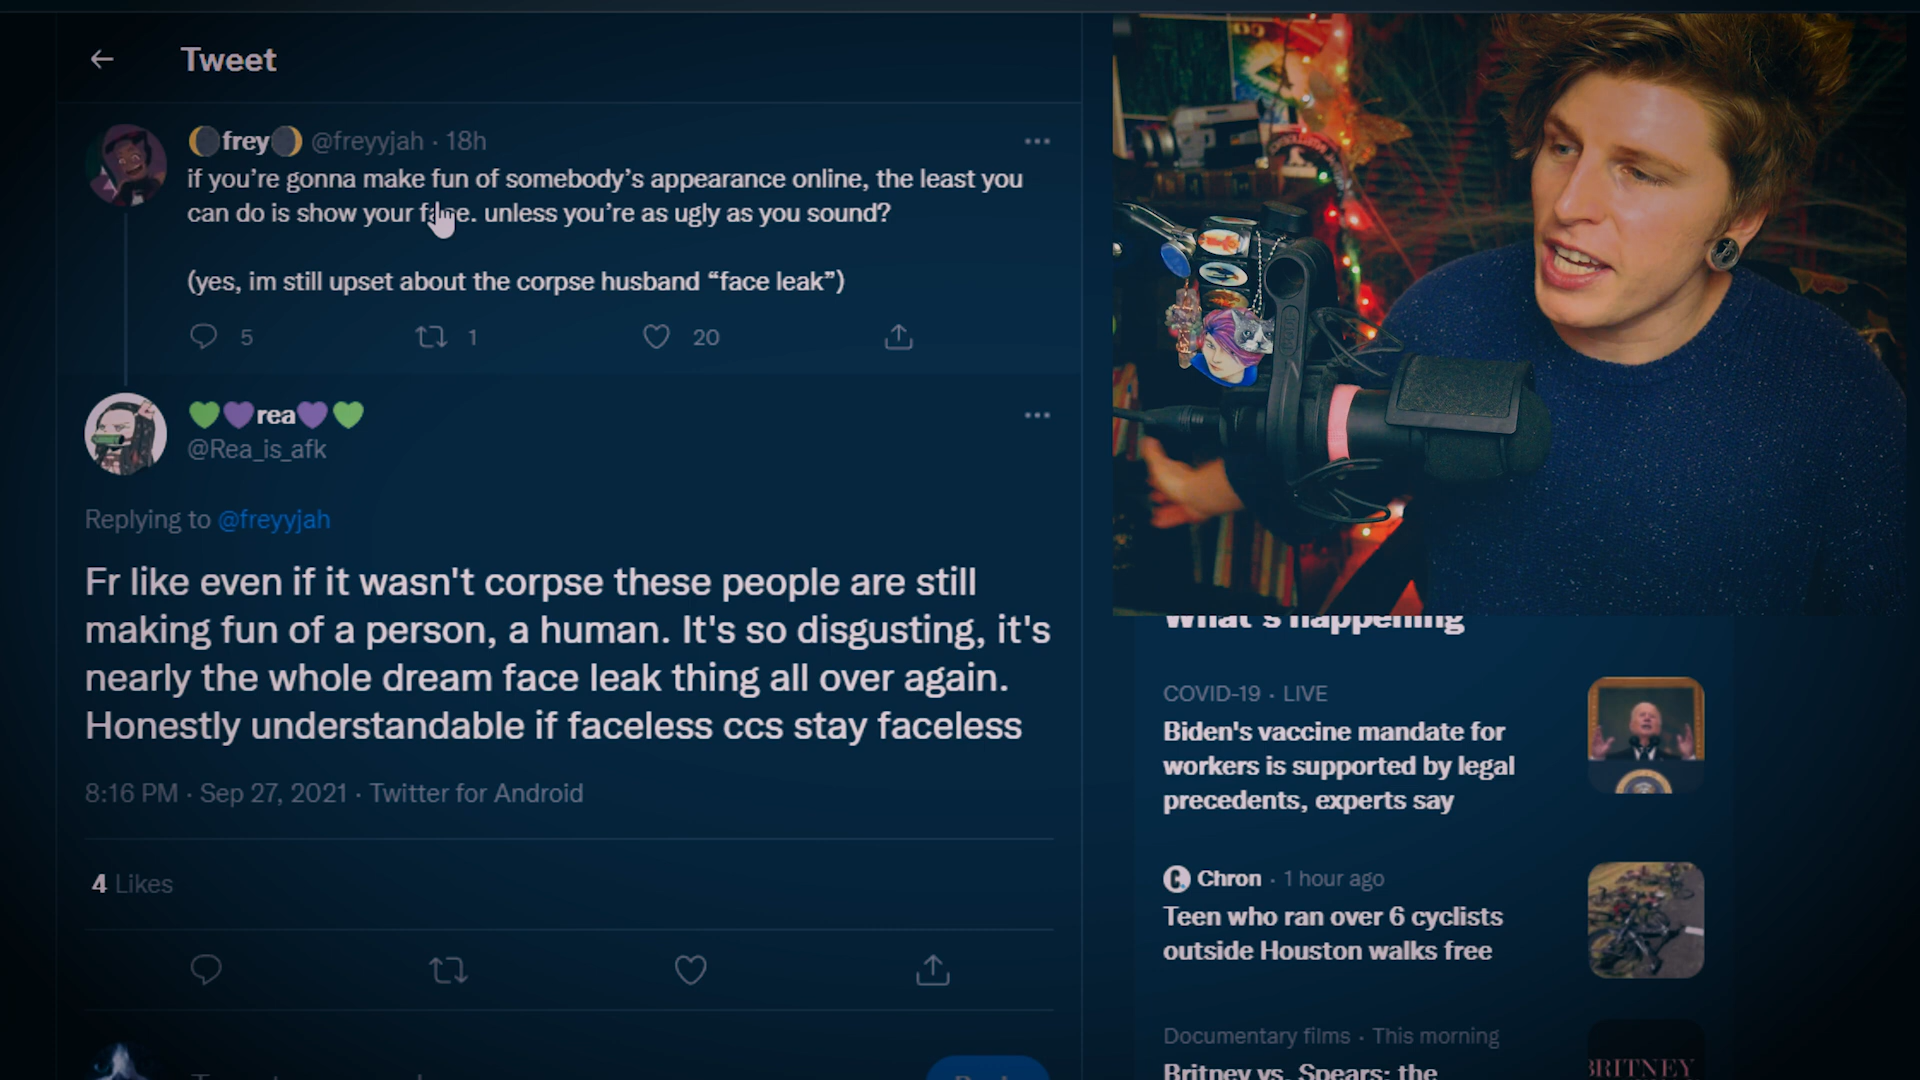 Tweet
frey @freyyjah · 18h
if you're gonna make fun of somebody's appearance online, the least you
can do is show your . unless you're as ugly as you sound?
(yes, im still upset about the corpse husband “face leak”)
5 1 20
rea
@Rea_is_afk
Replying to @freyyjah
Fr like even if it wasn't corpse these people are still
making fun of a person, a human. It's so disgusting, it's
nearly the whole dream face leak thing all over again.
Honestly understandable if faceless ccs stay faceless
8:16 PM · Sep 27, 2021 · Twitter for Android
4 Likes
What's happening
COVID-19 · LIVE
Biden's vaccine mandate for
workers is supported by legal
precedents, experts say
Chron · 1 hour ago
Teen who ran over 6 cyclists
outside Houston walks free
Documentary films · This morning
Britney vs. Spears: the
BRITNEY